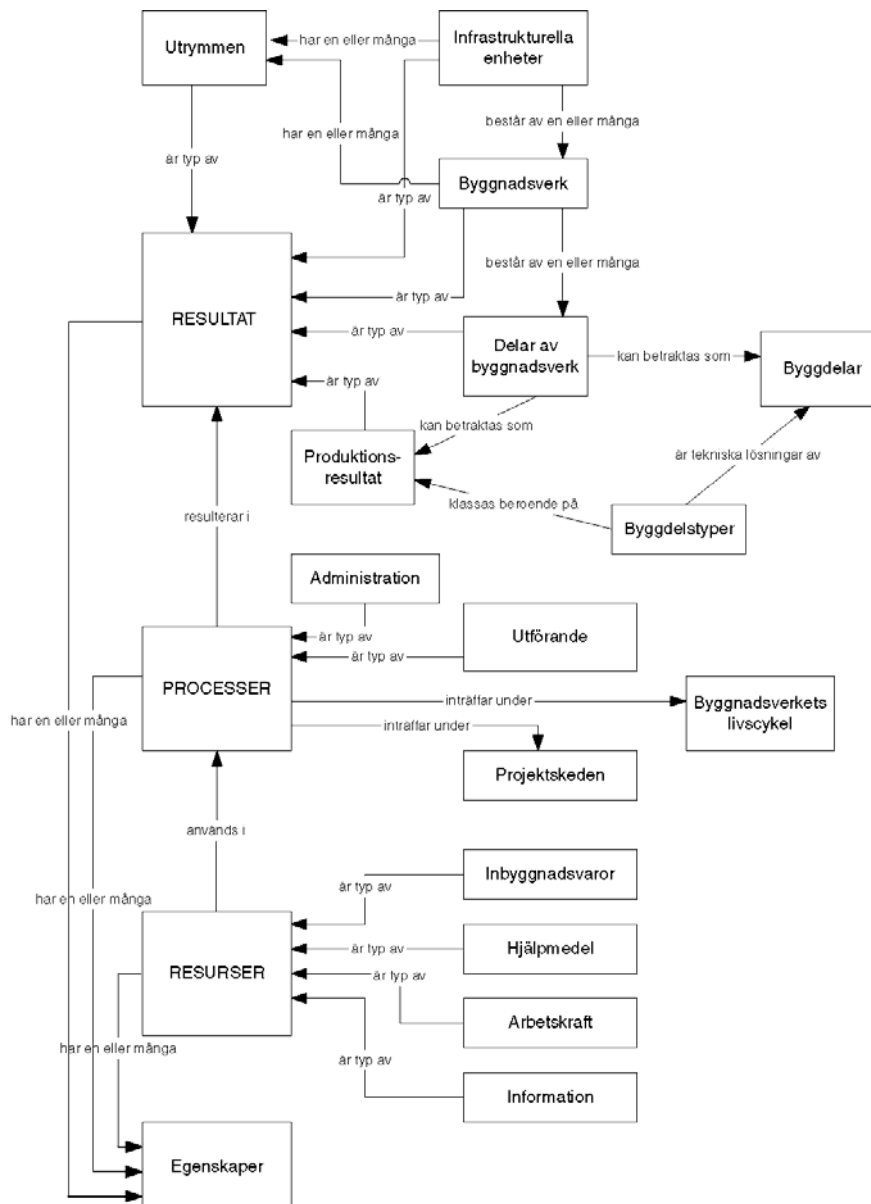 Utrymmen
har en eller många
Infrastrukturella
enheter
består av en eller många
har en eller många
är typ av
Byggnadsverk
är typ av
består av en eller många
RESULTAT
är typ av
är typ av
Delar av
byggnadsverk
kan betraktas som
Byggdelar
är typ av
kan betraktas som
Produktions-
resultat
är tekniska lösningar av
klassas beroende på
Byggdelstyper
resulterar i
Administration
är typ av
Utförande
är typ av
PROCESSER
inträffar under
Byggnadsverkets
livscykel
inträffar under
har en eller många
Projektskeden
används i
Inbyggnadsvaror
är typ av
har en eller många
är typ av
Hjälpmedel
RESURSER
är typ av
Arbetskraft
har en eller många
är typ av
Information
Egenskaper